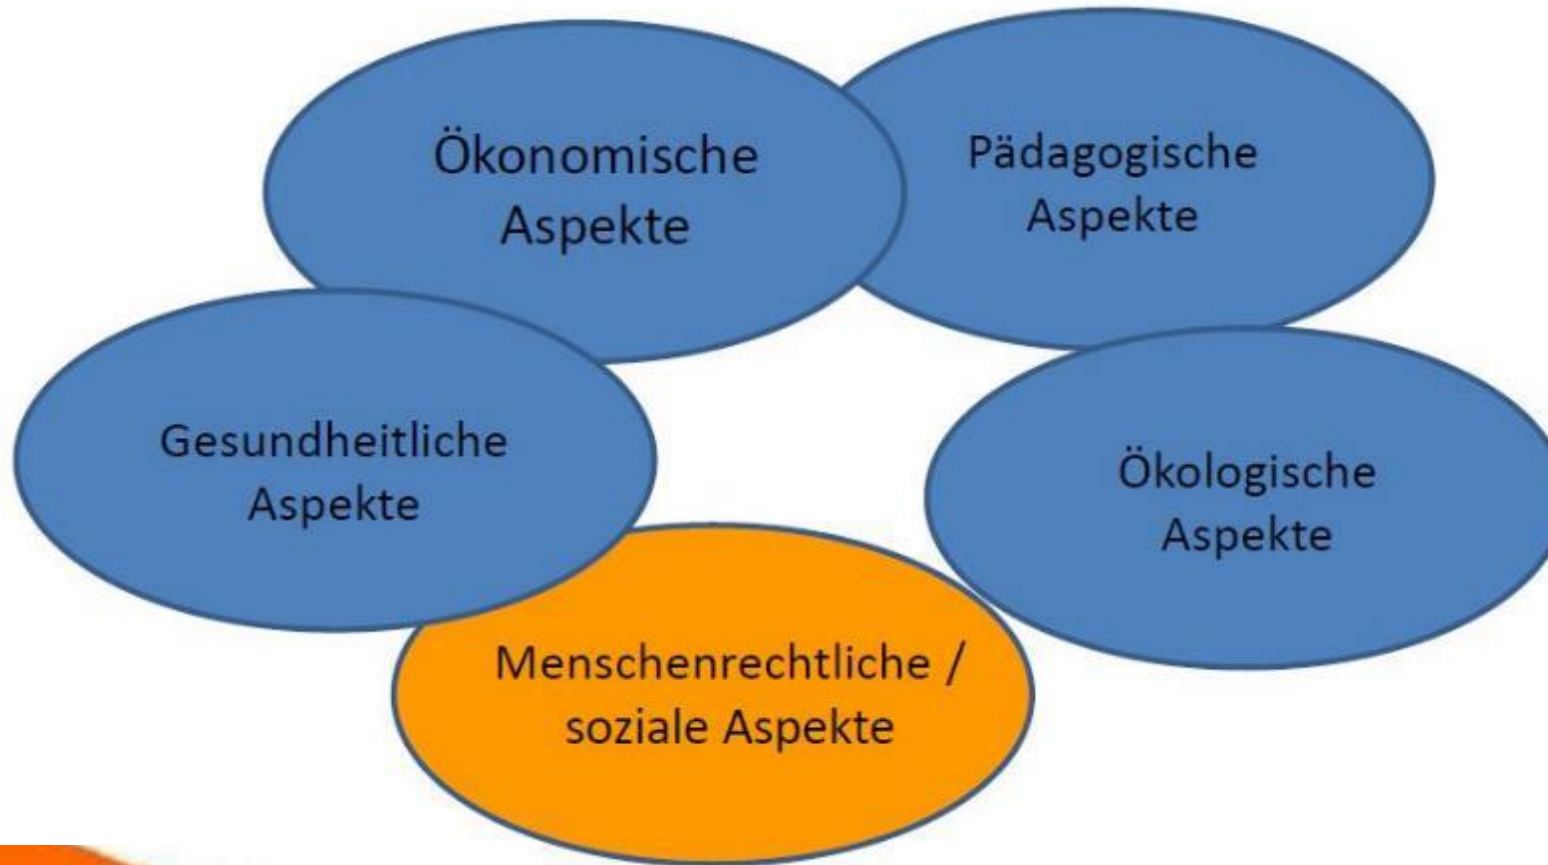 Ökonomische
Aspekte
Pädagogische
Aspekte
Gesundheitliche
Aspekte
Ökologische
Aspekte
Menschenrechtliche /
soziale Aspekte